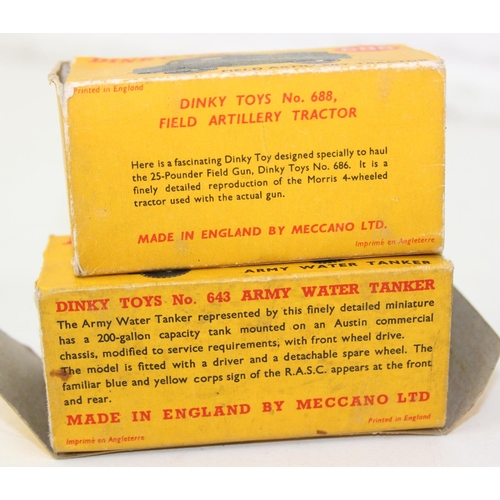 Printed in England
DINKY TOYS No. 688,
FIELD ARTILLERY TRACTOR
Here is a fascinating Dinky Toy designed specially to haul
the 25-Pounder Field Gun, Dinky Toys No. 686. It is a
finely detailed reproduction of the Morris 4-wheeled
tractor used with the actual gun.
MADE IN ENGLAND BY MECCANO LTD.
Imprimé en Angleterre
ARMY WATER TANKER
DINKY TOYS No. 643 ARMY WATER TANKER
The Army Water Tanker represented by this finely detailed miniature
has a 200-gallon capacity tank mounted on an Austin commercial
chassis, modified to service requirements, with front wheel drive.
The model is fitted with a driver and a detachable spare wheel. The
familiar blue and yellow corps sign of the R.A.S.C. appears at the front
and rear.
MADE IN ENGLAND BY MECCANO LTD
Imprimé en Angleterre
Printed in England